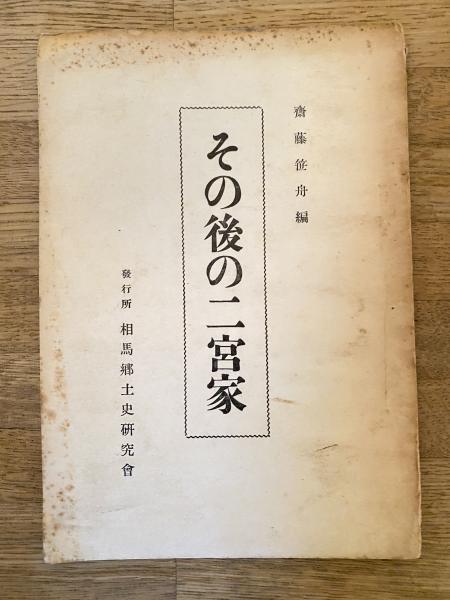 齋藤笹舟編
その後の二宮家
發行所 相馬郷土史研究會